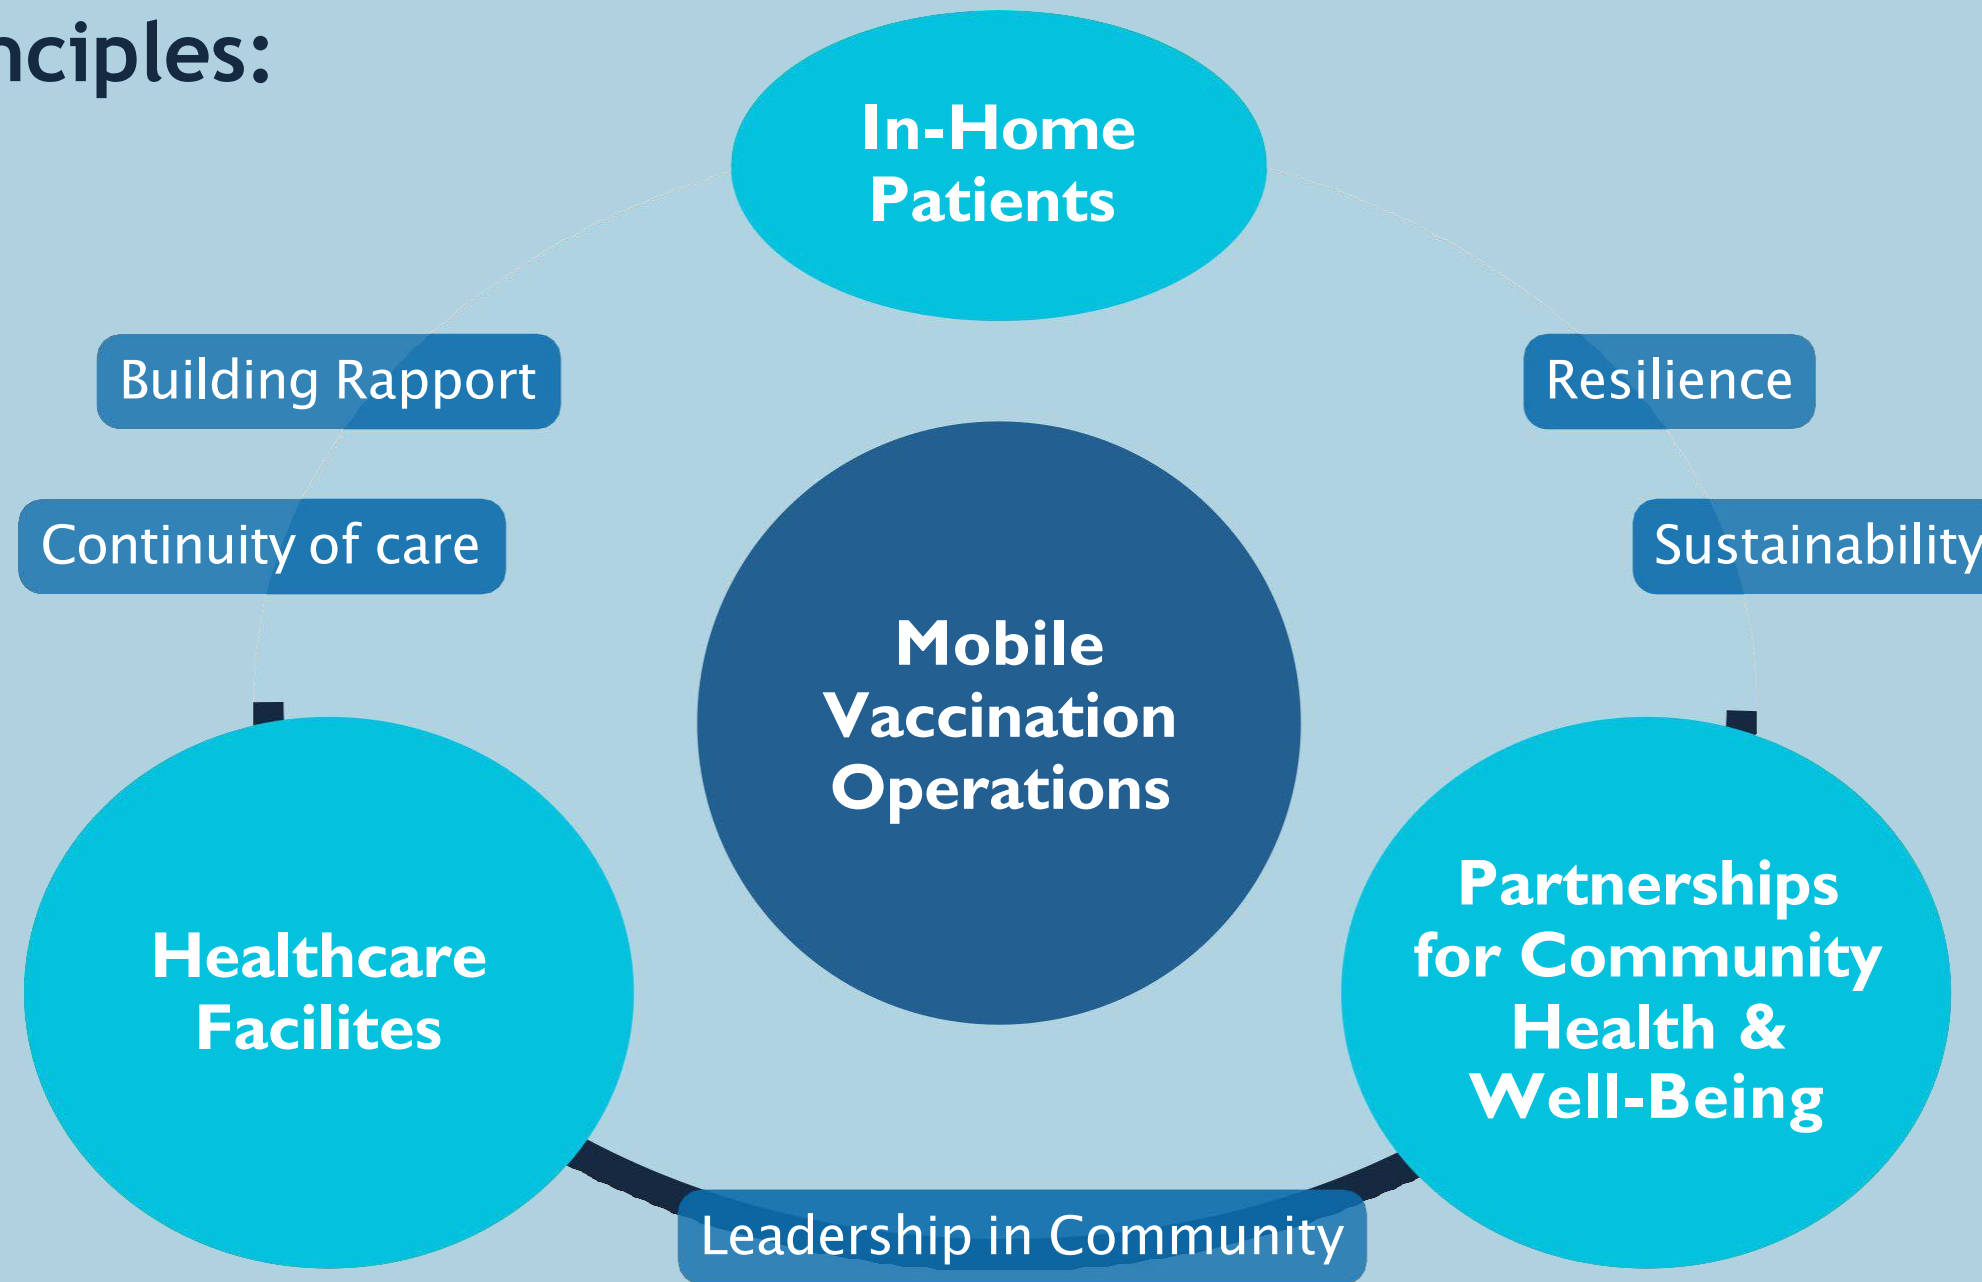 nciples:
In-Home
Patients
Building Rapport
Resilience
Continuity of care
Sustainability
Mobile
Vaccination
Operations
Healthcare
Facilites
Partnerships
for Community
Health &
Well-Being
Leadership in Community